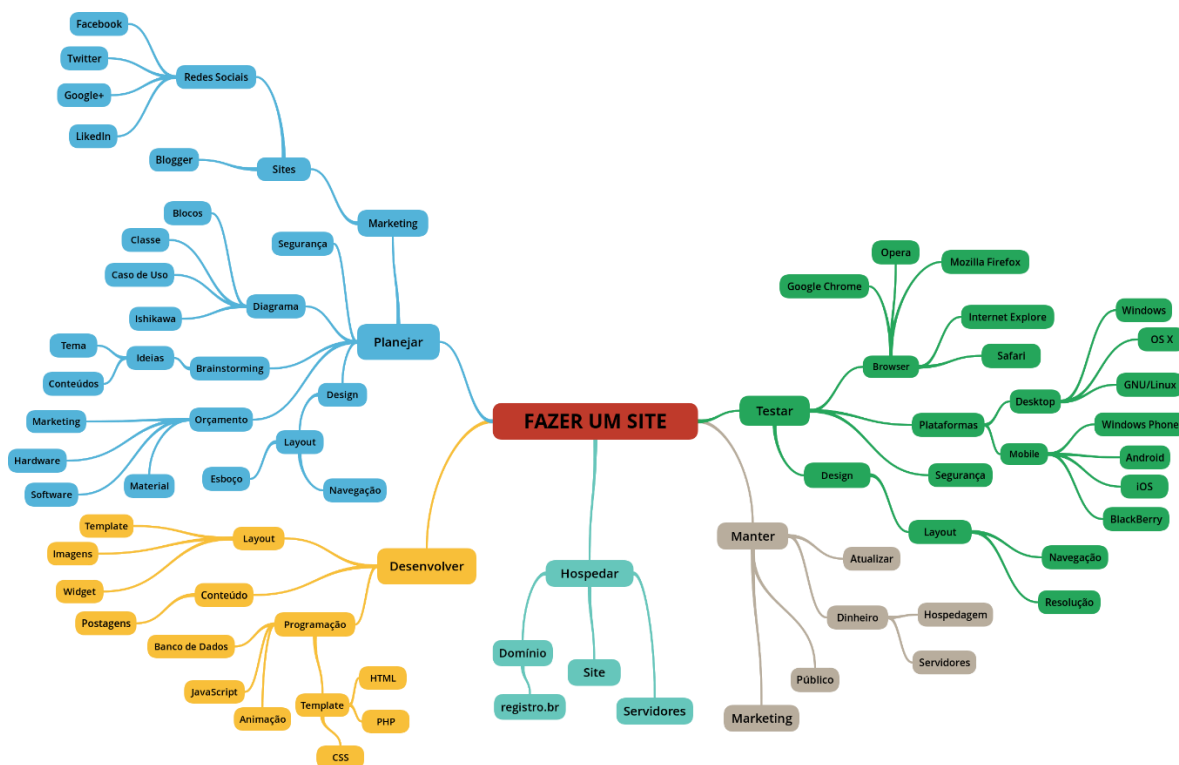 FAZER UM SITE
Planejar
Marketing
Sites
Redes Sociais
Facebook
Twitter
Google+
LikedIn
Blogger
Segurança
Diagrama
Blocos
Classe
Caso de Uso
Ishikawa
Brainstorming
Ideias
Tema
Conteúdos
Orçamento
Marketing
Hardware
Software
Material
Design
Layout
Esboço
Navegação
Desenvolver
Layout
Template
Imagens
Widget
Conteúdo
Postagens
Programação
Banco de Dados
JavaScript
Animação
Template
HTML
PHP
CSS
Hospedar
Domínio
registro.br
Site
Servidores
Manter
Atualizar
Dinheiro
Hospedagem
Servidores
Público
Marketing
Testar
Browser
Google Chrome
Opera
Mozilla Firefox
Internet Explore
Safari
Plataformas
Desktop
Windows
OS X
GNU/Linux
Mobile
Windows Phone
Android
iOS
BlackBerry
Segurança
Design
Layout
Navegação
Resolução